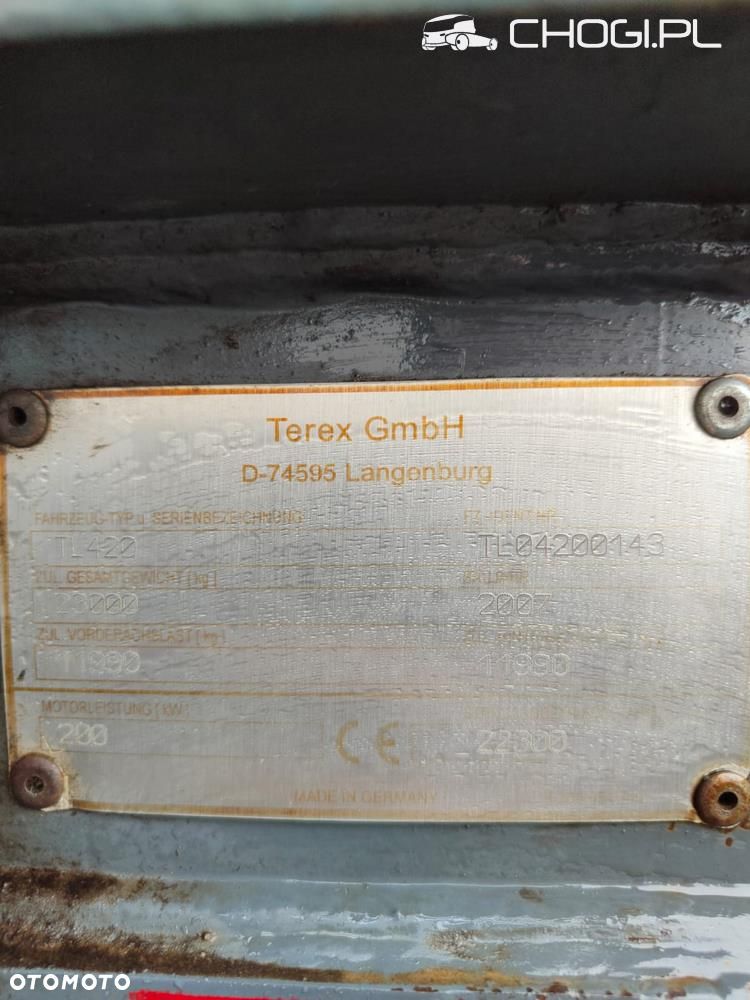 CHOGI.PL
Terex GmbH
D-74595 Langenburg
FAHRZEUG-TYP u. SERIENBEZEICHNUNG
TL420 TL04200143
ZUL. GESAMTGEWICHT [kg]
2007
ZUL. VORDERACHSLAST [kg]
11990 11990
MOTORLEISTUNG [kW]
200 CE 22300
MADE IN GERMANY
OTOMOTO